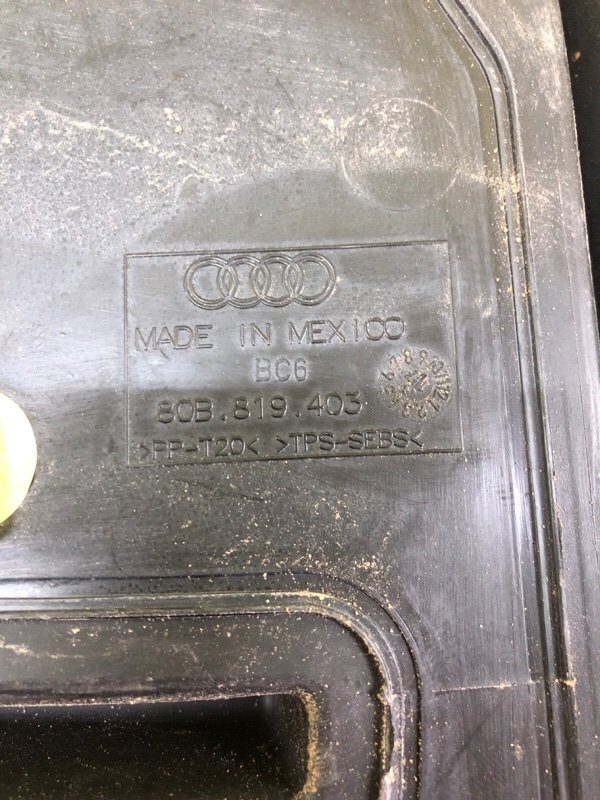 MADE IN MEXICO
BC6
80B.819.403
>PP-T20< >TPS-SEBS<